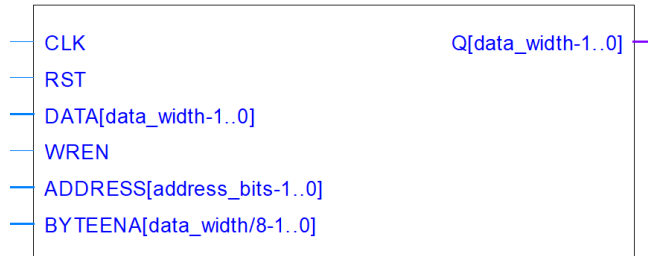 CLK
Q[data_width-1..0]
RST
DATA[data_width-1..0]
WREN
ADDRESS[address_bits-1..0]
BYTEENA[data_width/8-1..0]